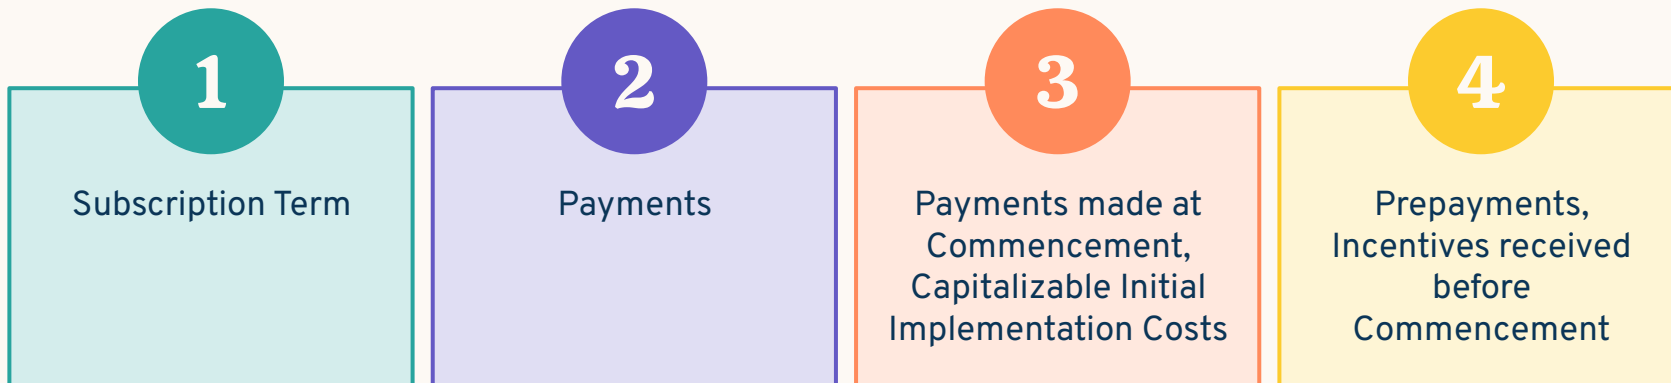 1
Subscription Term
2
Payments
3
Payments made at
Commencement,
Capitalizable Initial
Implementation Costs
4
Prepayments,
Incentives received
before
Commencement